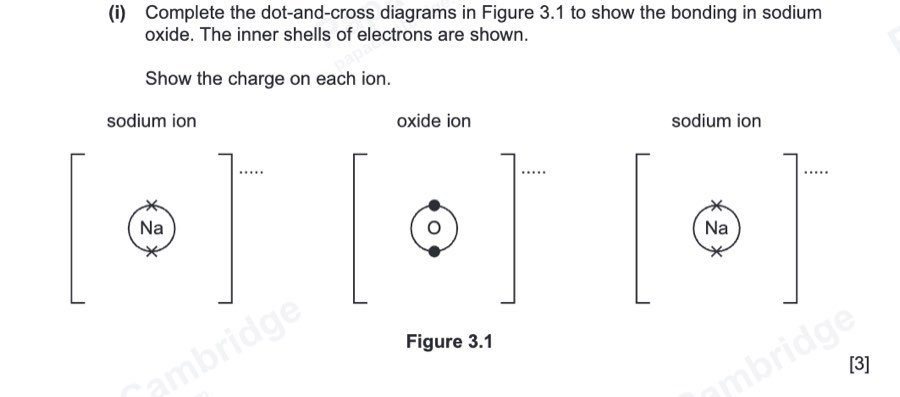 (i) Complete the dot-and-cross diagrams in Figure 3.1 to show the bonding in sodium
oxide. The inner shells of electrons are shown.
Show the charge on each ion.
sodium ion oxide ion sodium ion
..... ..... .....
Na O Na
Figure 3.1
[3]
Cambridge
Cambridge